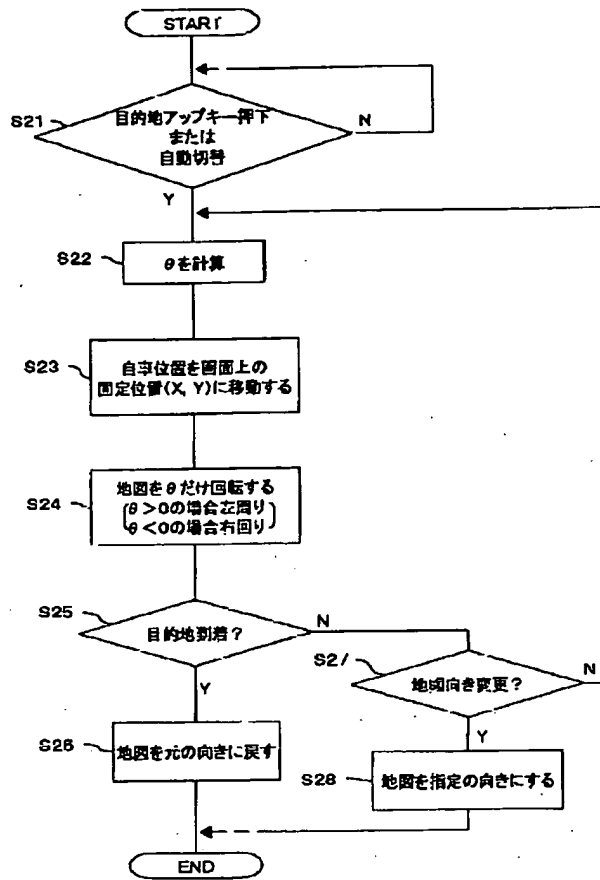 START
S21
目的地アップキー押下
または
自動切替
N
Y
S22
θを計算
S23
自車位置を画面上の
固定位置(X, Y)に移動する
S24
地図をθだけ回転する
θ>0の場合左周り
θ<0の場合右回り
S25
目的地到着?
N
Y
S27
地図向き変更?
N
Y
S26
地図を元の向きに戻す
S28
地図を指定の向きにする
END